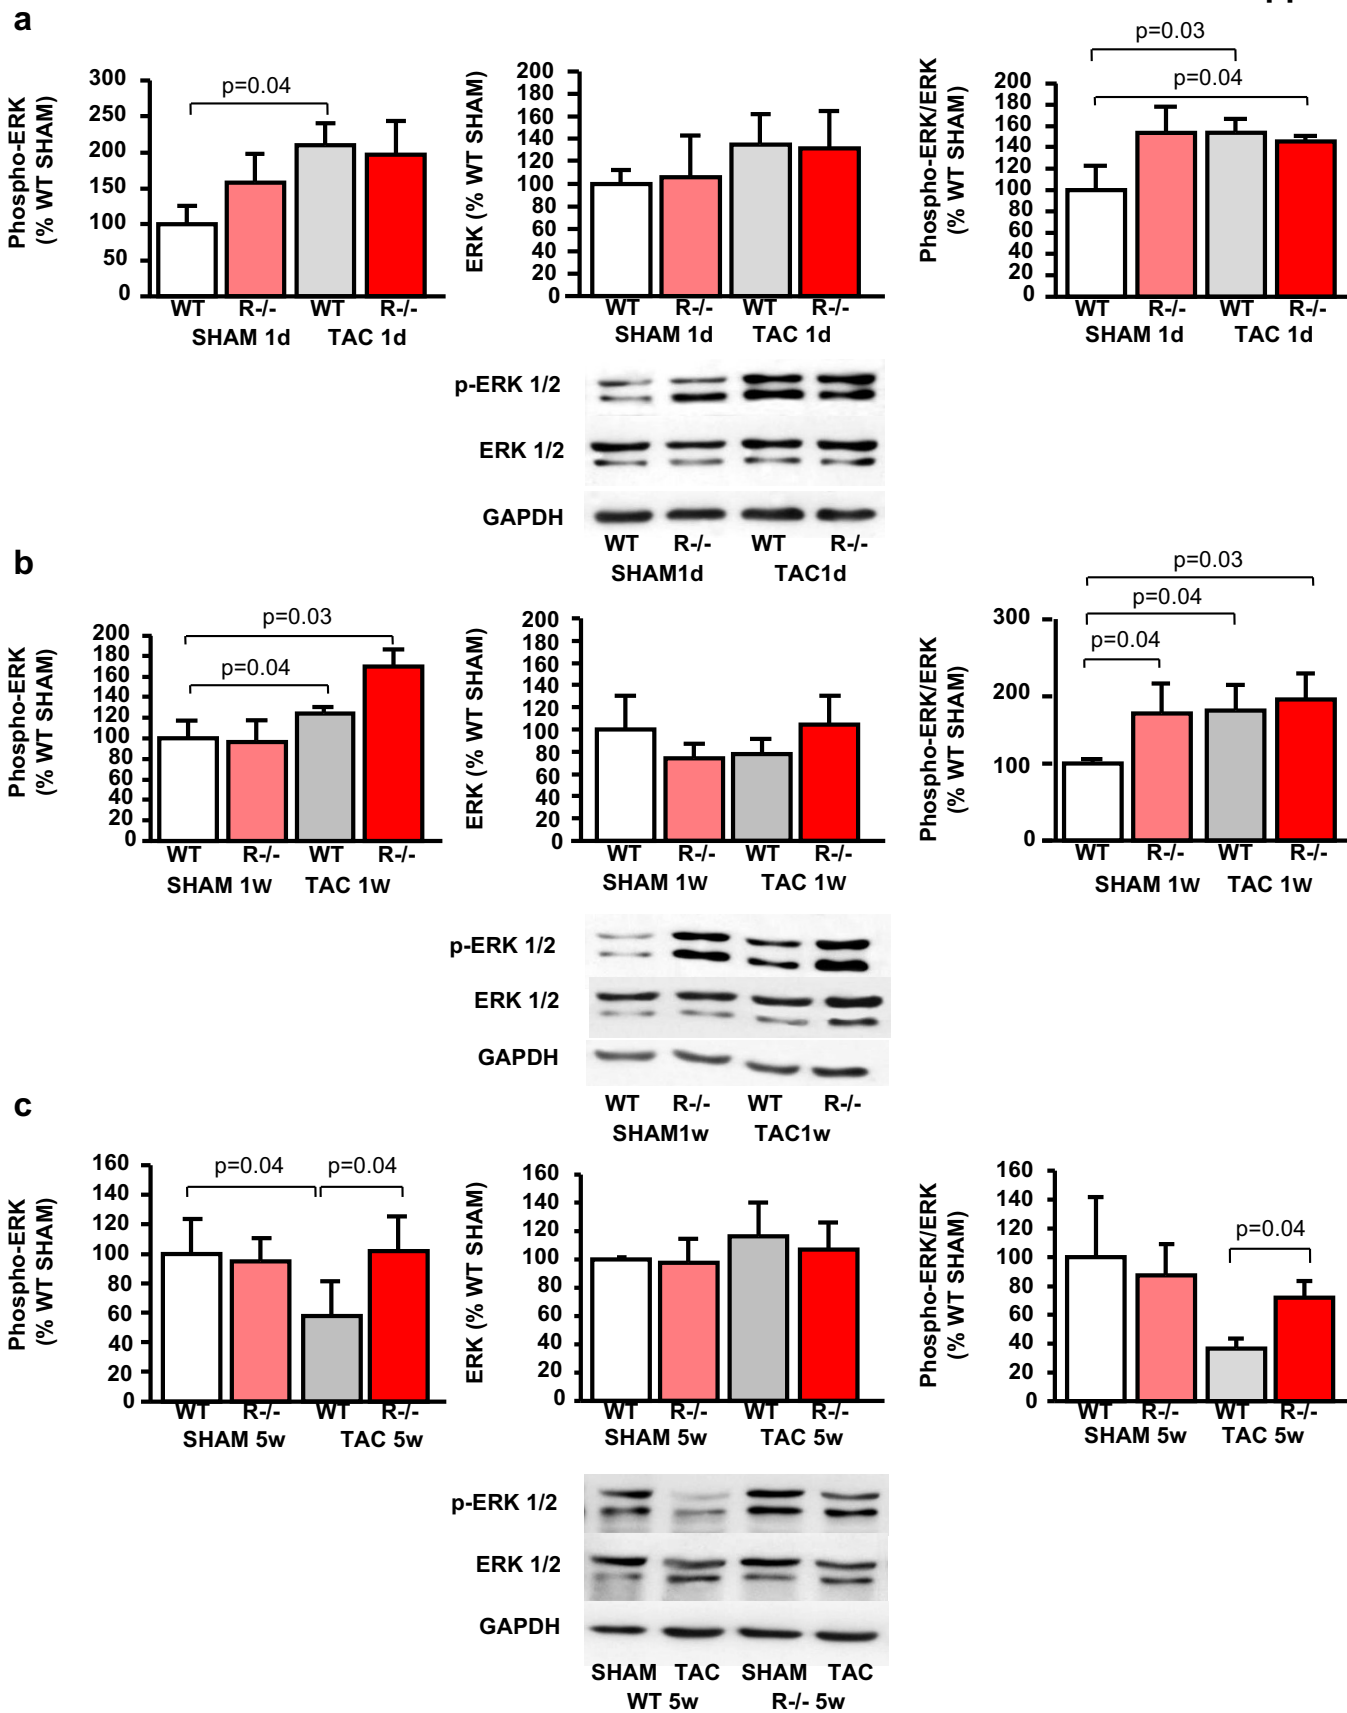 a
Phospho-ERK
(% WT SHAM)
300
250
200
150
100
50
0
p=0.04
WT R-/- WT R-/-
SHAM 1d TAC 1d
ERK (% WT SHAM)
200
180
160
140
120
100
80
60
40
20
0
WT R-/- WT R-/-
SHAM 1d TAC 1d
Phospho-ERK/ERK
(% WT SHAM)
200
180
160
140
120
100
80
60
40
20
0
p=0.03
p=0.04
WT R-/- WT R-/-
SHAM 1d TAC 1d
p-ERK 1/2
ERK 1/2
GAPDH
WT R-/- WT R-/-
SHAM1d TAC1d
b
Phospho-ERK
(% WT SHAM)
200
180
160
140
120
100
80
60
40
20
0
p=0.03
p=0.04
WT R-/- WT R-/-
SHAM 1w TAC 1w
ERK (% WT SHAM)
200
180
160
140
120
100
80
60
40
20
0
WT R-/- WT R-/-
SHAM 1w TAC 1w
Phospho-ERK/ERK
(% WT SHAM)
300
200
100
0
p=0.03
p=0.04
p=0.04
WT R-/- WT R-/-
SHAM 1w TAC 1w
p-ERK 1/2
ERK 1/2
GAPDH
WT R-/- WT R-/-
SHAM1w TAC1w
c
Phospho-ERK
(% WT SHAM)
160
140
120
100
80
60
40
20
0
p=0.04 p=0.04
WT R-/- WT R-/-
SHAM 5w TAC 5w
ERK (% WT SHAM)
160
140
120
100
80
60
40
20
0
WT R-/- WT R-/-
SHAM 5w TAC 5w
Phospho-ERK/ERK
(% WT SHAM)
160
140
120
100
80
60
40
20
0
p=0.04
WT R-/- WT R-/-
SHAM 5w TAC 5w
p-ERK 1/2
ERK 1/2
GAPDH
SHAM TAC SHAM TAC
WT 5w R-/- 5w